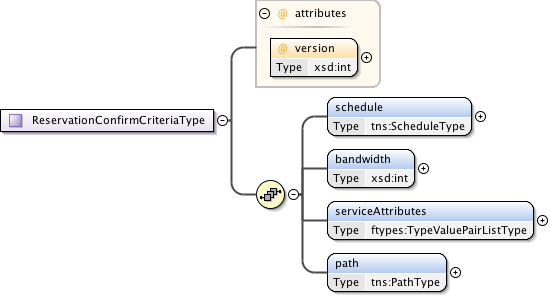 @ attributes
@ version
Type xsd:int
ReservationConfirmCriteriaType
schedule
Type tns:ScheduleType
bandwidth
Type xsd:int
serviceAttributes
Type ftypes:TypeValuePairListType
path
Type tns:PathType